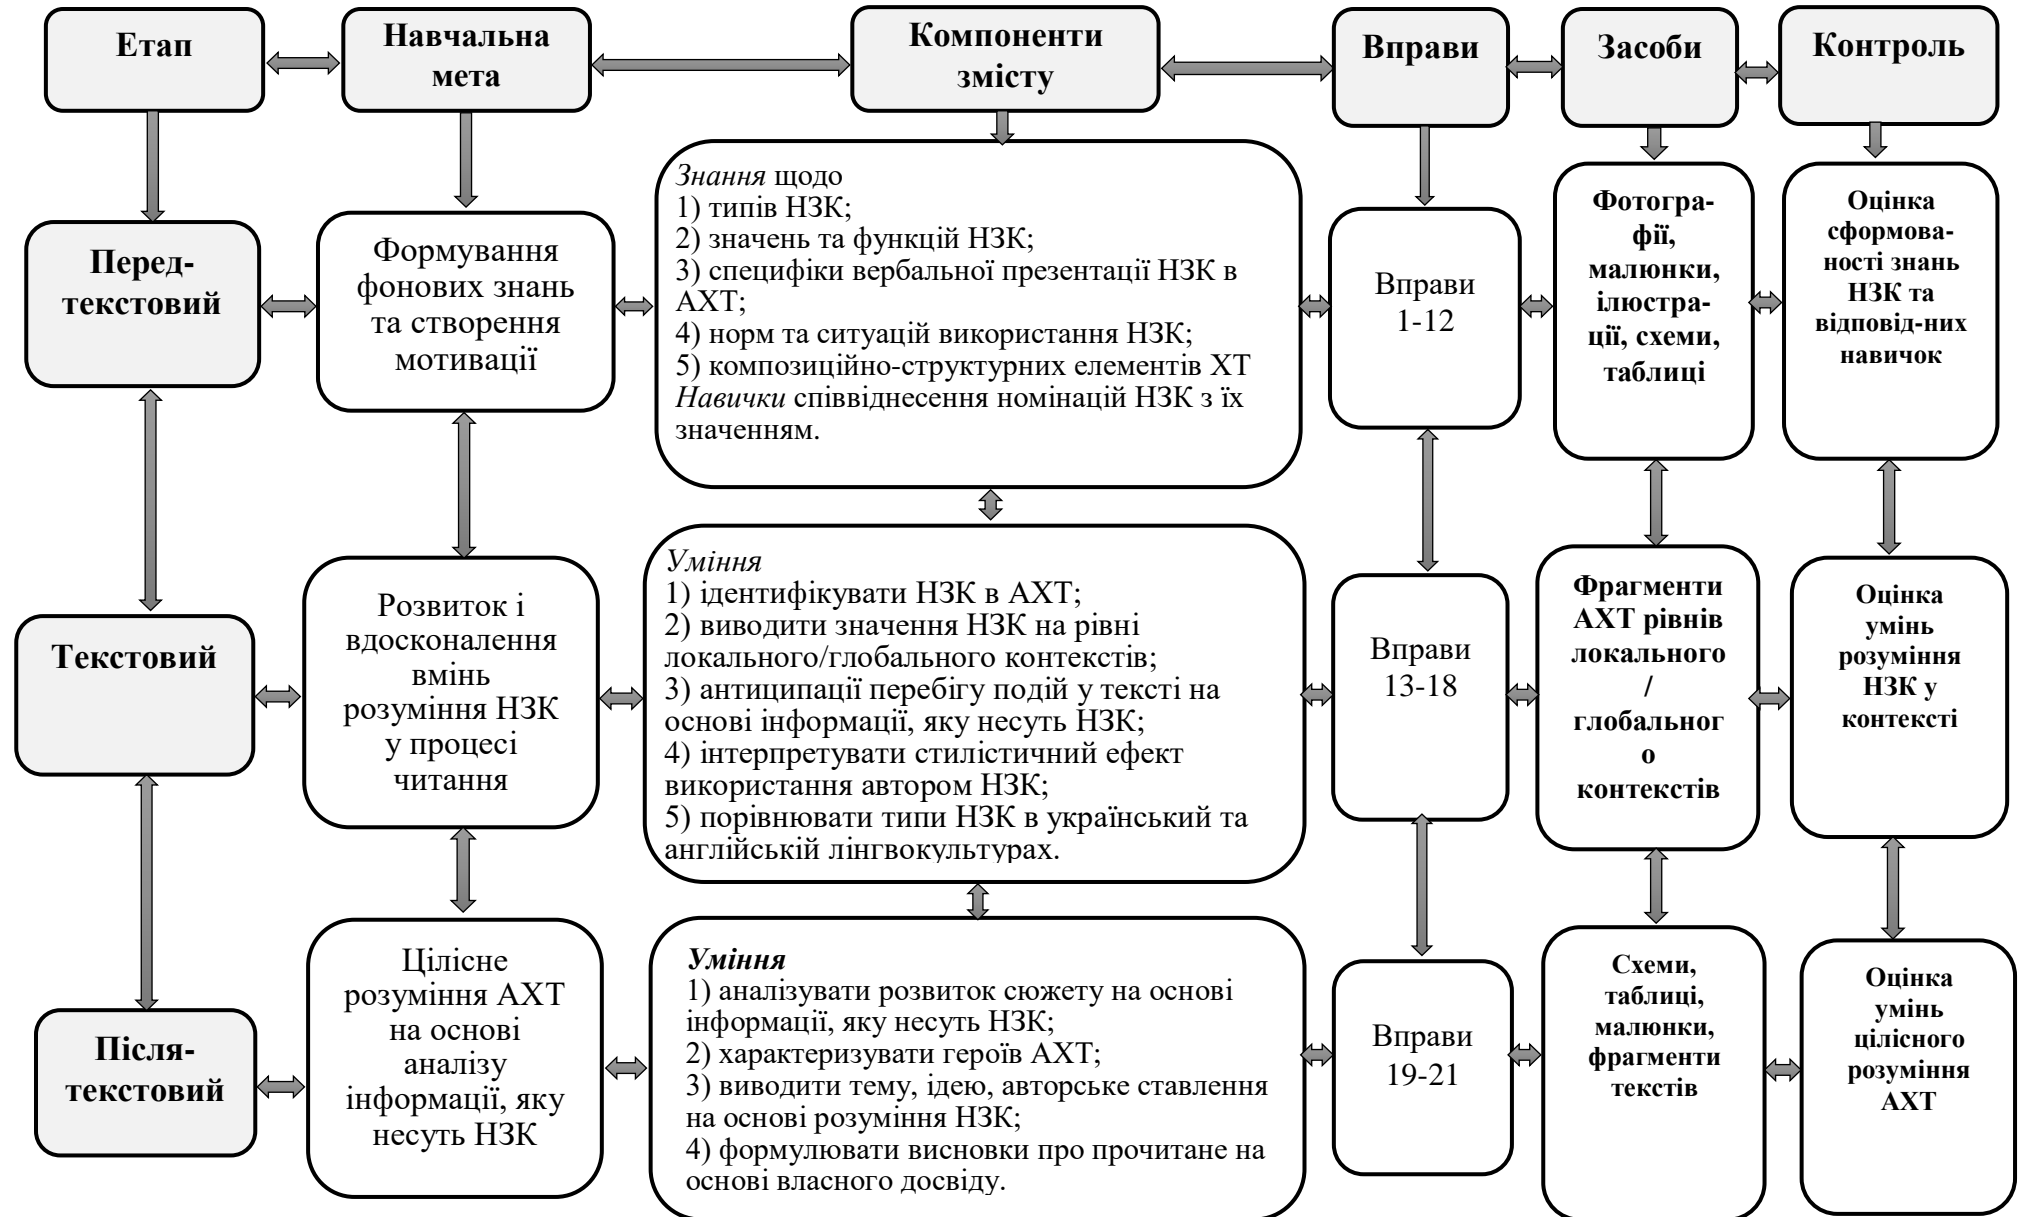 Етап
Навчальна
мета
Компоненти
змісту
Вправи
Засоби
Контроль
Перед-
текстовий
Формування
фонових знань
та створення
мотивації
Знання щодо
1) типів НЗК;
2) значень та функцій НЗК;
3) специфіки вербальної презентації НЗК в
АХТ;
4) норм та ситуацій використання НЗК;
5) композиційно-структурних елементів ХТ
Навички співвіднесення номінацій НЗК з їх
значенням.
Вправи
1-12
Фотогра-
фії,
малюнки,
ілюстра-
ції, схеми,
таблиці
Оцінка
сформова-
ності знань
НЗК та
відповід-них
навичок
Текстовий
Розвиток і
вдосконалення
вмінь
розуміння НЗК
у процесі
читання
Уміння
1) ідентифікувати НЗК в АХТ;
2) виводити значення НЗК на рівні
локального/глобального контекстів;
3) антиципації перебігу подій у тексті на
основі інформації, яку несуть НЗК;
4) інтерпретувати стилістичний ефект
використання автором НЗК;
5) порівнювати типи НЗК в український та
англійській лінгвокультурах.
Вправи
13-18
Фрагменти
АХТ рівнів
локального
/
глобальног
о
контекстів
Оцінка
умінь
розуміння
НЗК у
контексті
Після-
текстовий
Цілісне
розуміння АХТ
на основі
аналізу
інформації, яку
несуть НЗК
Уміння
1) аналізувати розвиток сюжету на основі
інформації, яку несуть НЗК;
2) характеризувати героїв АХТ;
3) виводити тему, ідею, авторське ставлення
на основі розуміння НЗК;
4) формулювати висновки про прочитане на
основі власного досвіду.
Вправи
19-21
Схеми,
таблиці,
малюнки,
фрагменти
текстів
Оцінка
умінь
цілісного
розуміння
АХТ